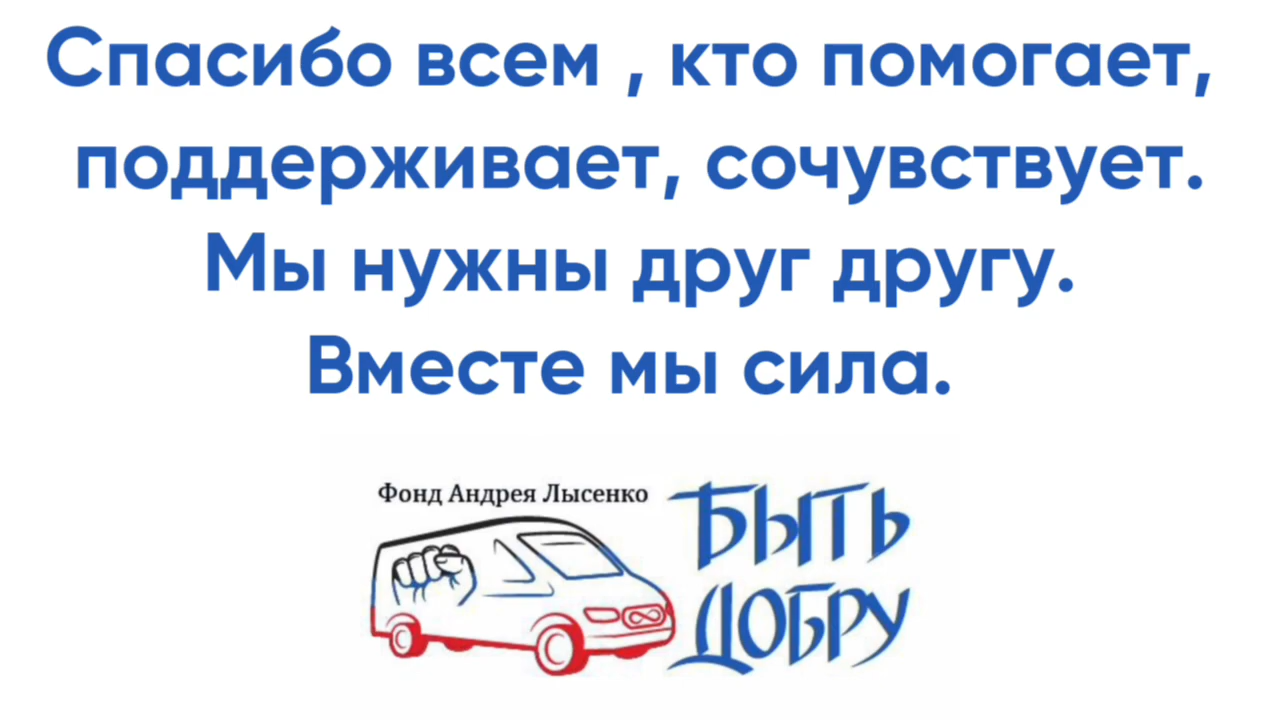 Спасибо всем , кто помогает,
поддерживает, сочувствует.
Мы нужны друг другу.
Вместе мы сила.
Фонд Андрея Лысенко
БЫТЬ
ДОБРУ